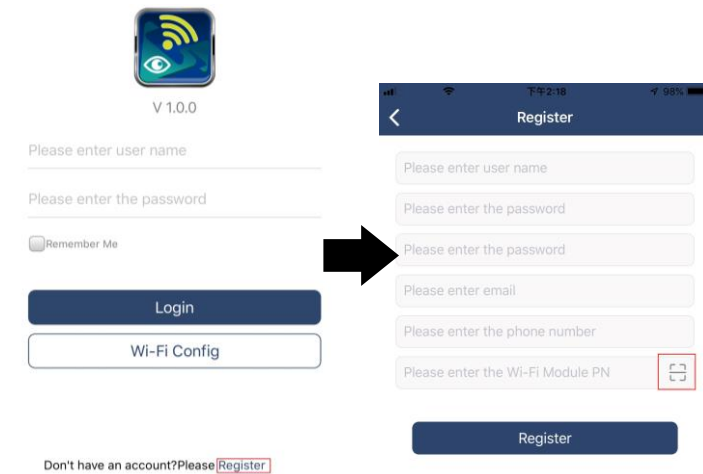 V 1.0.0
Please enter user name
Please enter the password
Remember Me
Login
Wi-Fi Config
Don't have an account?Please Register
下午2:18
98%
Register
Please enter user name
Please enter the password
Please enter the password
Please enter email
Please enter the phone number
Please enter the Wi-Fi Module PN
Register